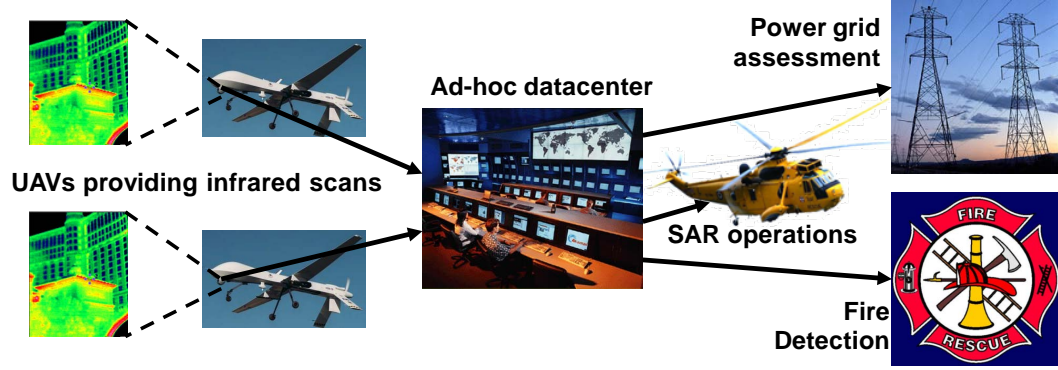 Power grid
assessment
Ad-hoc datacenter
UAVs providing infrared scans
SAR operations
Fire
Detection
FIRE
RESCUE